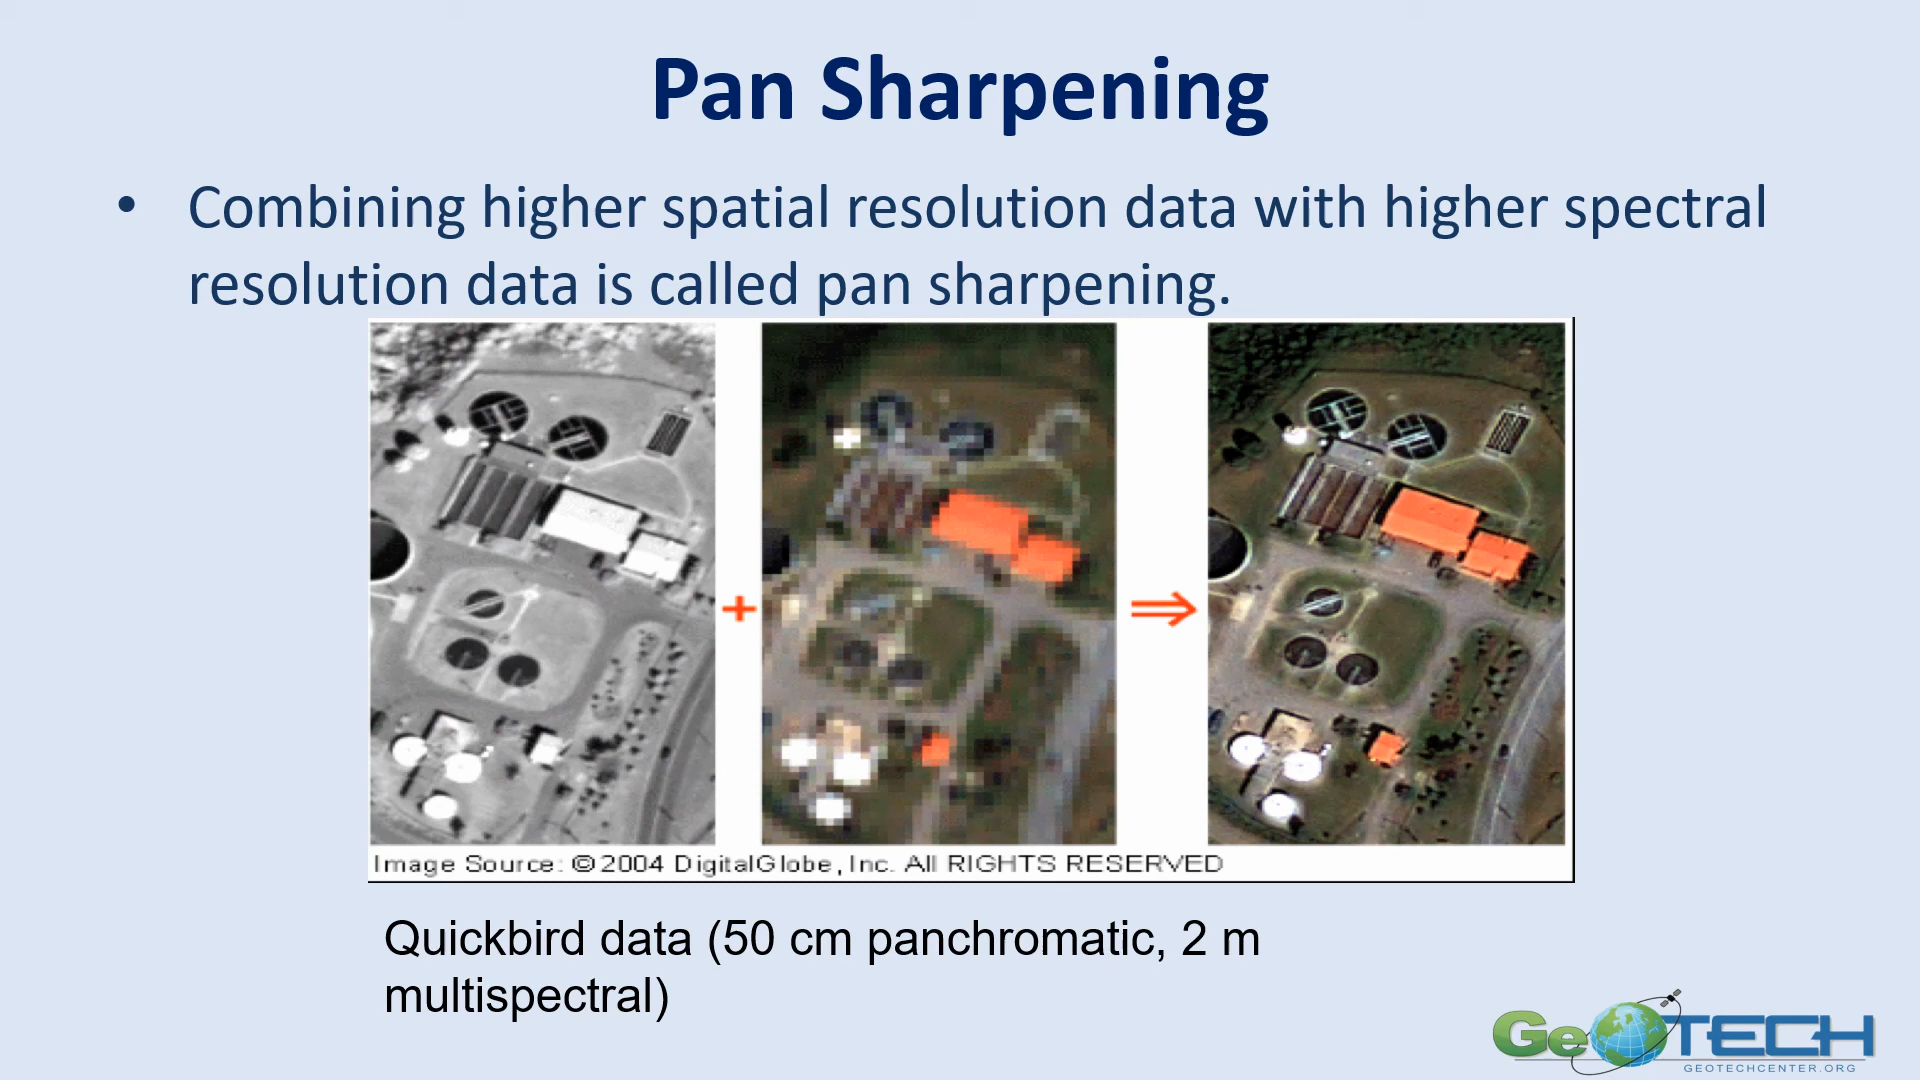 Pan Sharpening
• Combining higher spatial resolution data with higher spectral
resolution data is called pan sharpening.
+
⇒
Image Source: ©2004 DigitalGlobe, Inc. All RIGHTS RESERVED
Quickbird data (50 cm panchromatic, 2 m
multispectral)
GeoTECH
GEOTECHCENTER.ORG